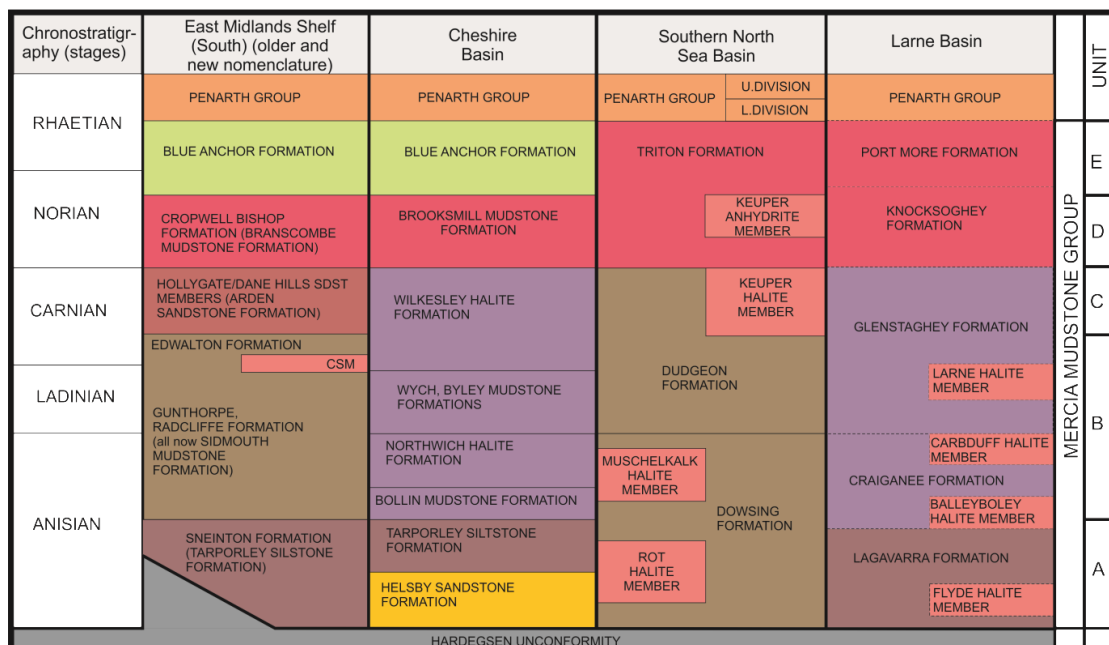 Chronostratigr-
aphy (stages)
East Midlands Shelf
(South) (older and
new nomenclature)
Cheshire
Basin
Southern North
Sea Basin
Larne Basin
UNIT
RHAETIAN
NORIAN
CARNIAN
LADINIAN
ANISIAN
PENARTH GROUP
BLUE ANCHOR FORMATION
CROPWELL BISHOP
FORMATION (BRANSCOMBE
MUDSTONE FORMATION)
HOLLYGATE/DANE HILLS SDST
MEMBERS (ARDEN
SANDSTONE FORMATION)
EDWALTON FORMATION
CSM
GUNTHORPE,
RADCLIFFE FORMATION
(all now SIDMOUTH
MUDSTONE
FORMATION)
SNEINTON FORMATION
(TARPORLEY SILSTONE
FORMATION)
PENARTH GROUP
BLUE ANCHOR FORMATION
BROOKSMILL MUDSTONE
FORMATION
WILKESLEY HALITE
FORMATION
WYCH, BYLEY MUDSTONE
FORMATIONS
NORTHWICH HALITE
FORMATION
BOLLIN MUDSTONE FORMATION
TARPORLEY SILTSTONE
FORMATION
HELSBY SANDSTONE
FORMATION
PENARTH GROUP
U.DIVISION
L.DIVISION
TRITON FORMATION
KEUPER
ANHYDRITE
MEMBER
KEUPER
HALITE
MEMBER
DUDGEON
FORMATION
MUSCHELKALK
HALITE
MEMBER
DOWSING
FORMATION
ROT
HALITE
MEMBER
PENARTH GROUP
PORT MORE FORMATION
KNOCKSOGHEY
FORMATION
GLENSTAGHEY FORMATION
LARNE HALITE
MEMBER
CARBDUFF HALITE
MEMBER
CRAIGANEE FORMATION
BALLEYBOLEY
HALITE MEMBER
LAGAVARRA FORMATION
FLYDE HALITE
MEMBER
MERCIA MUDSTONE GROUP
E
D
C
B
A
HARDEGSEN UNCONFORMITY